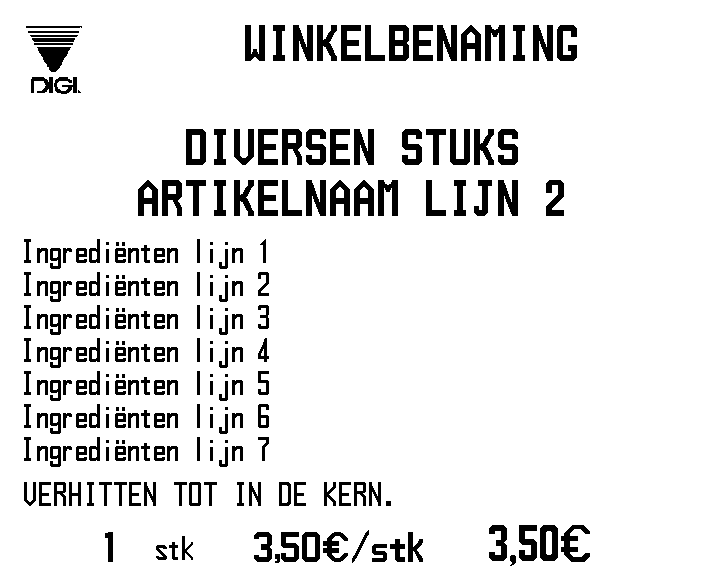 WINKELBENAMING
DIGI.
DIVERSEN STUKS
ARTIKELNAAM LIJN 2
Ingrediënten lijn 1
Ingrediënten lijn 2
Ingrediënten lijn 3
Ingrediënten lijn 4
Ingrediënten lijn 5
Ingrediënten lijn 6
Ingrediënten lijn 7
VERHITTEN TOT IN DE KERN.
1 stk 3,50€/stk 3,50€